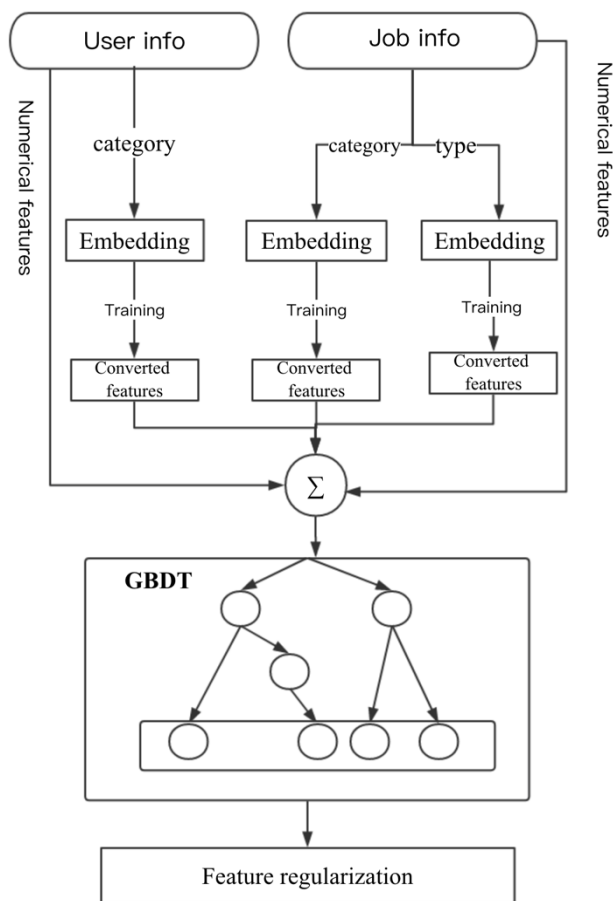 User info
Job info
Numerical features
Numerical features
category
category
type
Embedding
Embedding
Embedding
Training
Training
Training
Converted
features
Converted
features
Converted
features
Σ
GBDT
Feature regularization